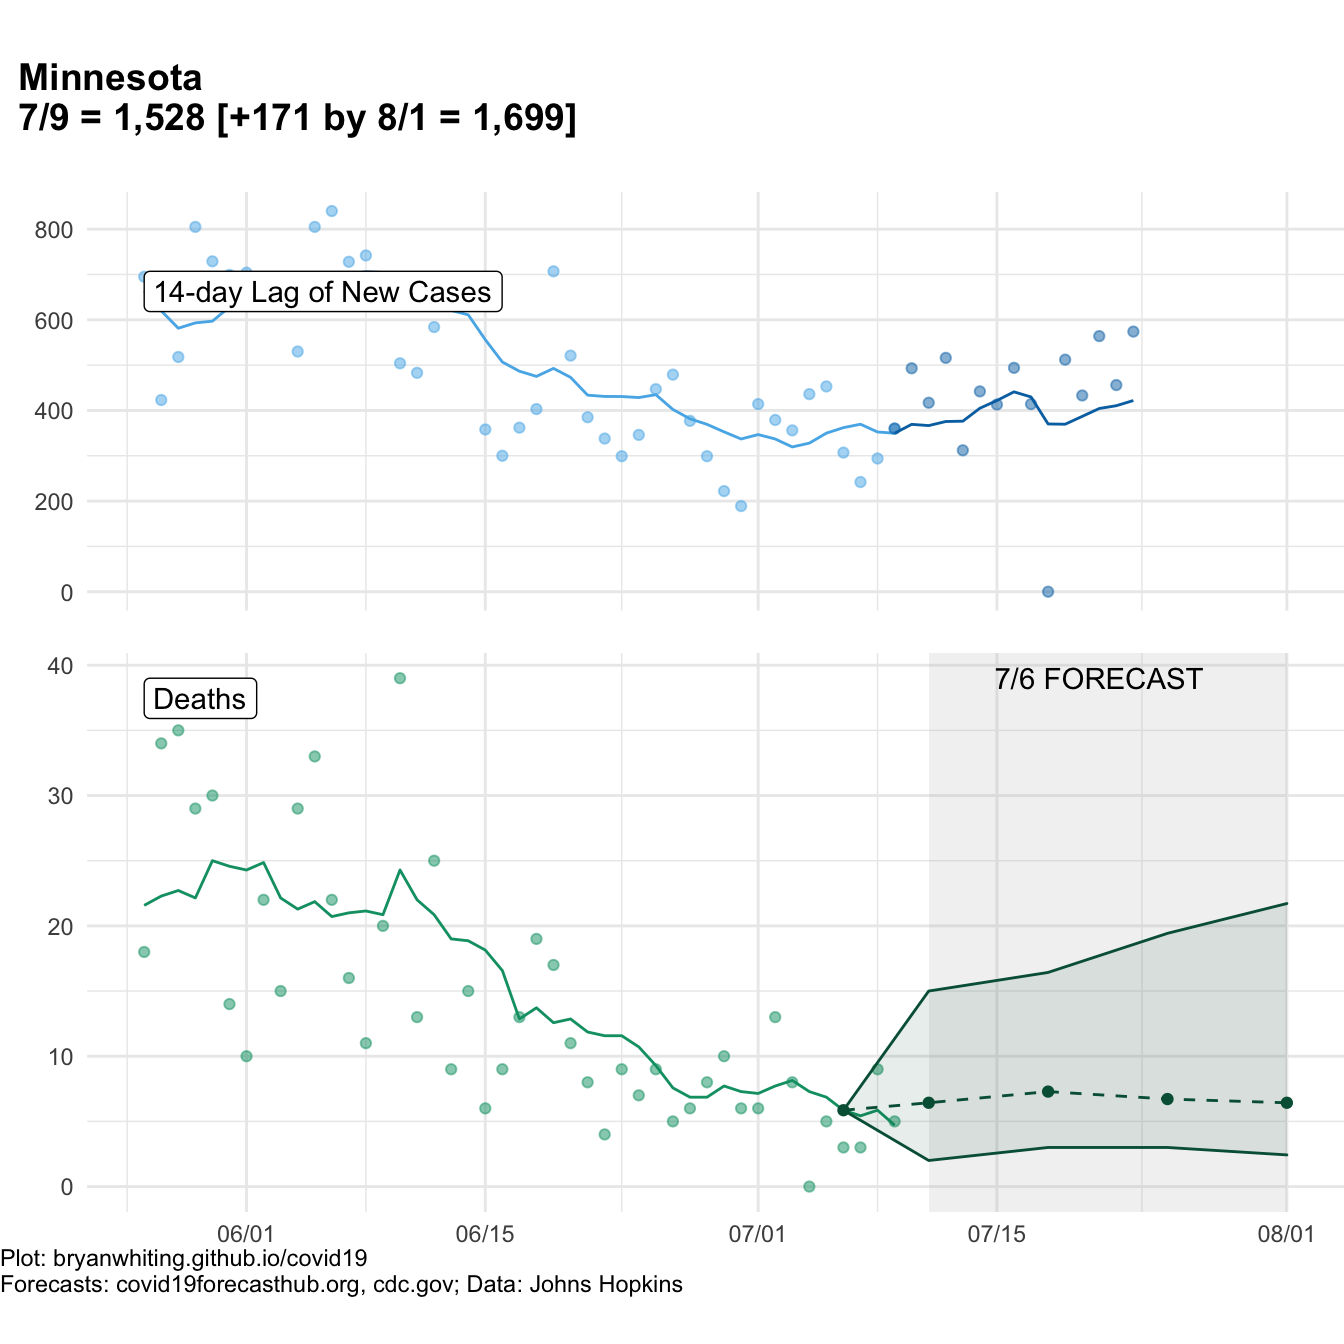 Minnesota
7/9 = 1,528 [+171 by 8/1 = 1,699]
800
14-day Lag of New Cases
600
400
200
0
40
7/6 FORECAST
Deaths
30
20
10
0
06/01 06/15 07/01 07/15 08/01
Plot: bryanwhiting.github.io/covid19
Forecasts: covid19forecasthub.org, cdc.gov; Data: Johns Hopkins